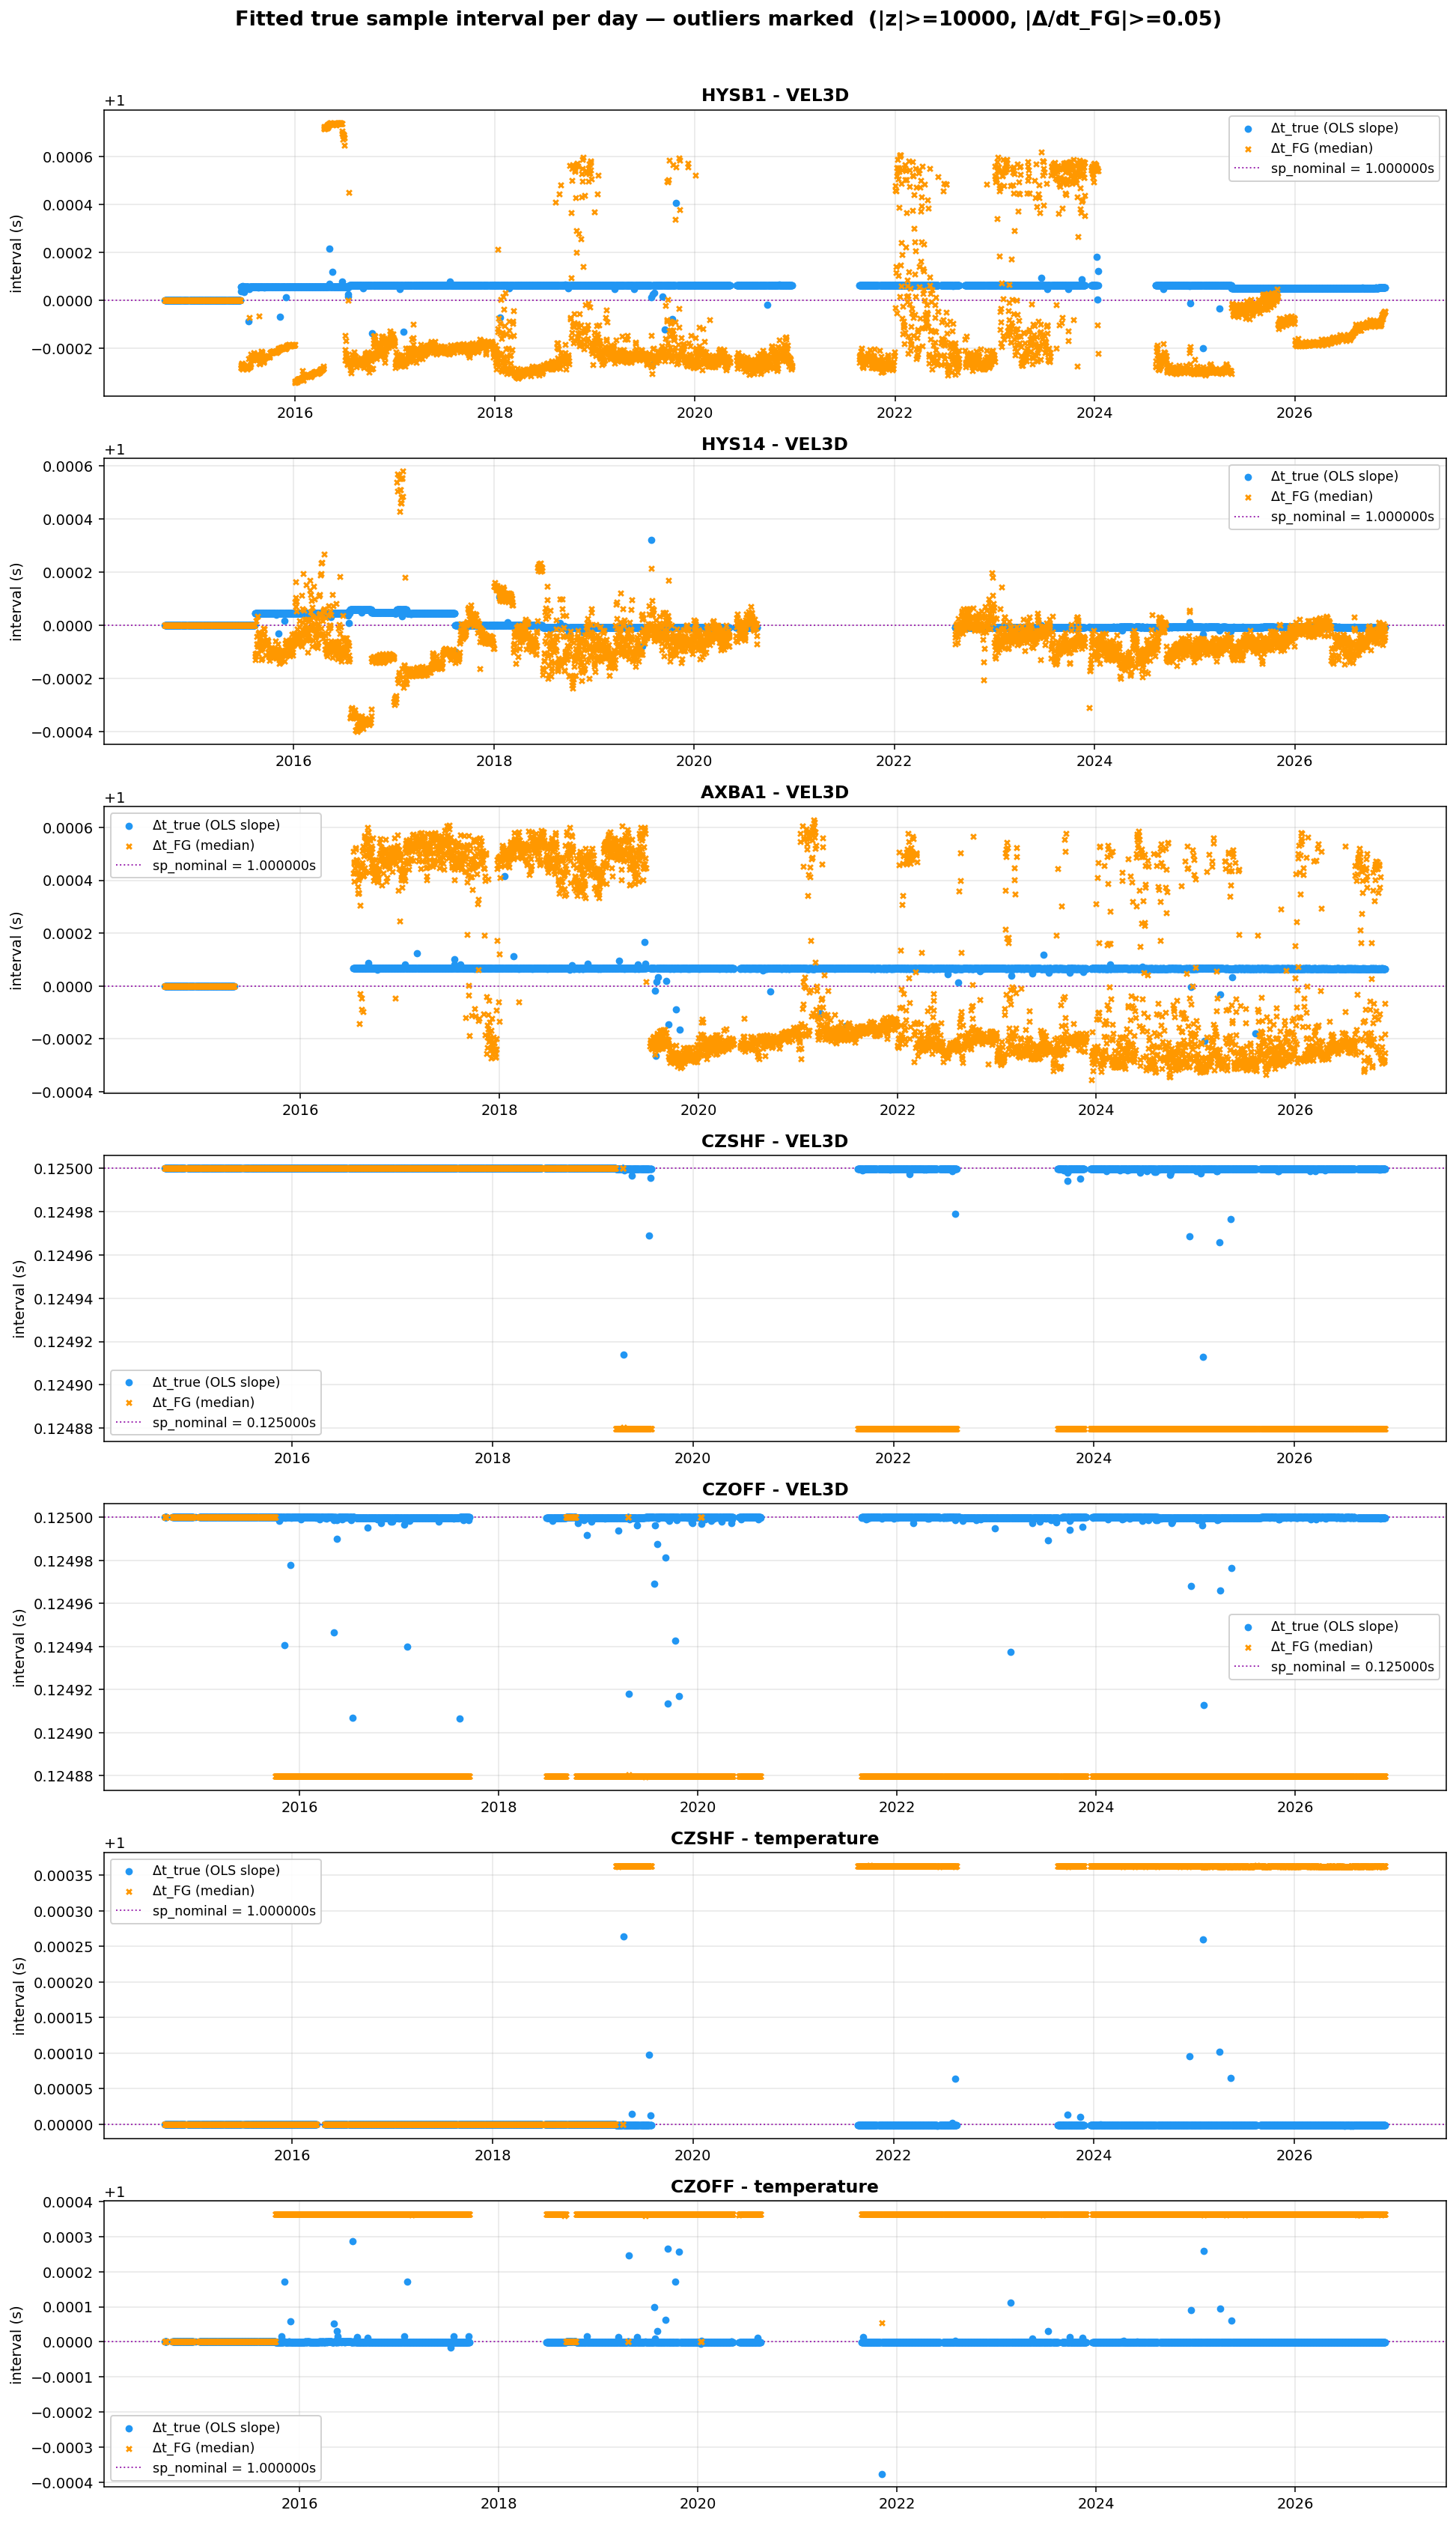 Fitted true sample interval per day — outliers marked  (|z|>=10000, |Δ/dt_FG|>=0.05)
HYSB1 - VEL3D
+1
0.0006
0.0004
0.0002
0.0000
−0.0002
interval (s)
Δt_true (OLS slope)
Δt_FG (median)
sp_nominal = 1.000000s
2016 2018 2020 2022 2024 2026
HYS14 - VEL3D
+1
0.0006
0.0004
0.0002
0.0000
−0.0002
−0.0004
interval (s)
Δt_true (OLS slope)
Δt_FG (median)
sp_nominal = 1.000000s
2016 2018 2020 2022 2024 2026
AXBA1 - VEL3D
+1
0.0006
0.0004
0.0002
0.0000
−0.0002
−0.0004
interval (s)
Δt_true (OLS slope)
Δt_FG (median)
sp_nominal = 1.000000s
2016 2018 2020 2022 2024 2026
CZSHF - VEL3D
0.12500
0.12498
0.12496
0.12494
0.12492
0.12490
0.12488
interval (s)
Δt_true (OLS slope)
Δt_FG (median)
sp_nominal = 0.125000s
2016 2018 2020 2022 2024 2026
CZOFF - VEL3D
0.12500
0.12498
0.12496
0.12494
0.12492
0.12490
0.12488
interval (s)
Δt_true (OLS slope)
Δt_FG (median)
sp_nominal = 0.125000s
2016 2018 2020 2022 2024 2026
CZSHF - temperature
+1
0.00035
0.00030
0.00025
0.00020
0.00015
0.00010
0.00005
0.00000
interval (s)
Δt_true (OLS slope)
Δt_FG (median)
sp_nominal = 1.000000s
2016 2018 2020 2022 2024 2026
CZOFF - temperature
+1
0.0004
0.0003
0.0002
0.0001
0.0000
−0.0001
−0.0002
−0.0003
−0.0004
interval (s)
Δt_true (OLS slope)
Δt_FG (median)
sp_nominal = 1.000000s
2016 2018 2020 2022 2024 2026